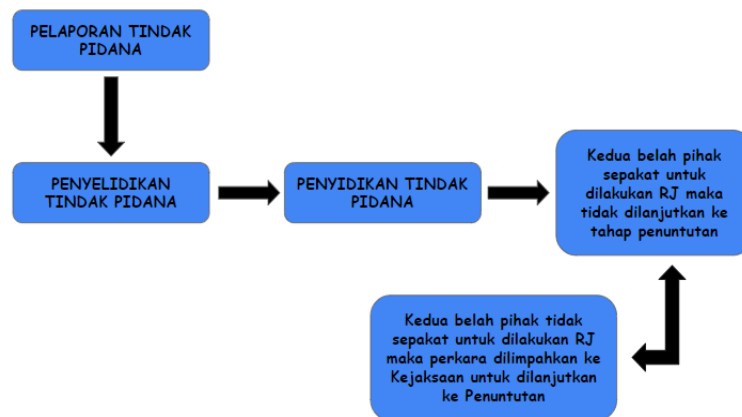 PELAPORAN TINDAK
PIDANA
PENYELIDIKAN
TINDAK PIDANA
PENYIDIKAN TINDAK
PIDANA
Kedua belah pihak
sepakat untuk
dilakukan RJ maka
tidak dilanjutkan ke
tahap penuntutan
Kedua belah pihak tidak
sepakat untuk dilakukan RJ
maka perkara dilimpahkan ke
Kejaksaan untuk dilanjutkan
ke Penuntutan